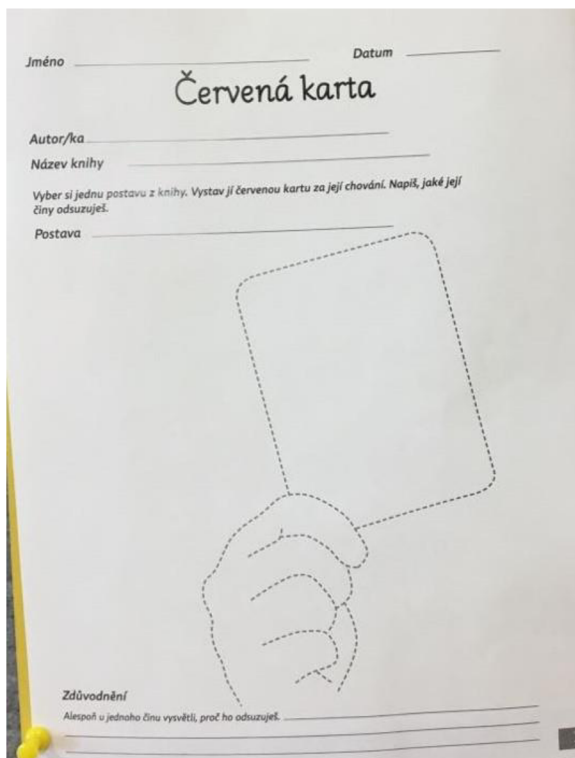 Jméno Datum
Červená karta
Autor/ka
Název knihy
Vyber si jednu postavu z knihy. Vystav jí červenou kartu za její chování. Napiš, jaké její
činy odsuzuješ.
Postava
Zdůvodnění
Alespoň u jednoho činu vysvětli, proč ho odsuzuješ.